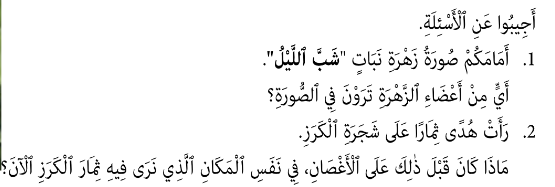 أَجِيبُوا عَنِ ٱلْأَسْئِلَةِ.
1. أَمَامَكُمْ صُورَةُ زَهْرَةِ نَبَاتِ "شَبَّ ٱللَّيْلُ".
أَيٌّ مِنْ أَعْضَاءِ ٱلزَّهْرَةِ تَرَوْنَ فِي ٱلصُّورَةِ؟
2. رَأَتْ هُدًى ثِمَارًا عَلَى شَجَرَةِ ٱلْكَرَزِ.
مَاذَا كَانَ قَبْلَ ذٰلِكَ عَلَى ٱلْأَغْصَانِ، فِي نَفَسِ ٱلْمَكَانِ ٱلَّذِي نَرَى فِيهِ ثِمَارَ ٱلْكَرَزِ ٱلْآنَ؟